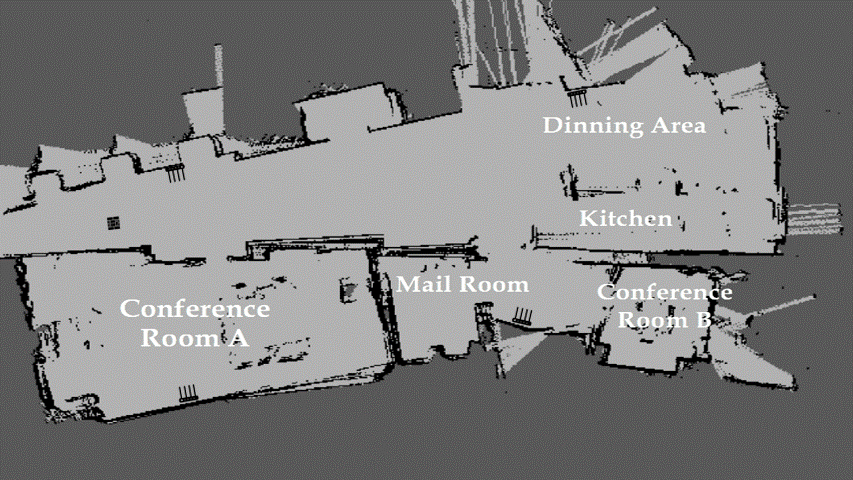 Dinning Area
Kitchen
Mail Room
Conference
Room B
Conference
Room A